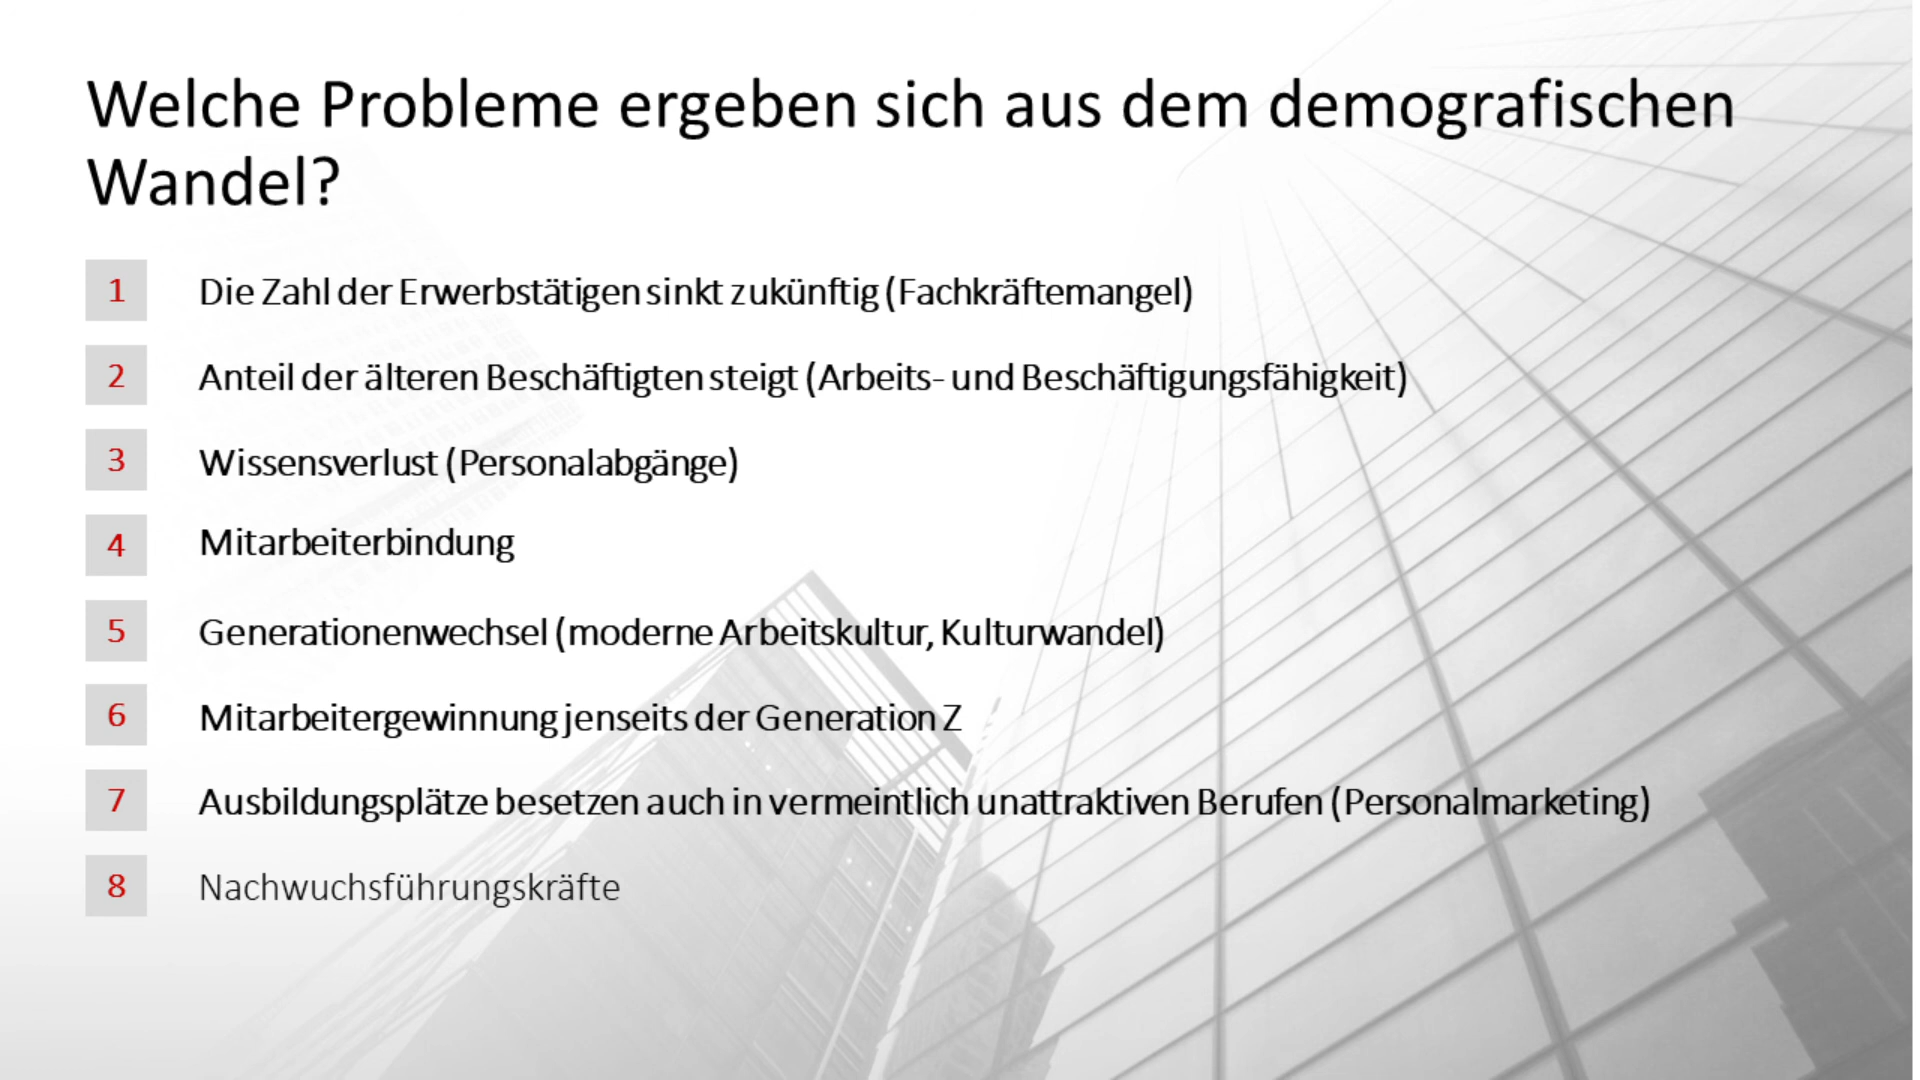 Welche Probleme ergeben sich aus dem demografischen
Wandel?
1 Die Zahl der Erwerbstätigen sinkt zukünftig (Fachkräftemangel)
2 Anteil der älteren Beschäftigten steigt (Arbeits- und Beschäftigungsfähigkeit)
3 Wissensverlust (Personalabgänge)
4 Mitarbeiterbindung
5 Generationenwechsel (moderne Arbeitskultur, Kulturwandel)
6 Mitarbeitergewinnung jenseits der Generation Z
7 Ausbildungsplätze besetzen auch in vermeintlich unattraktiven Berufen (Personalmarketing)
8 Nachwuchsführungskräfte